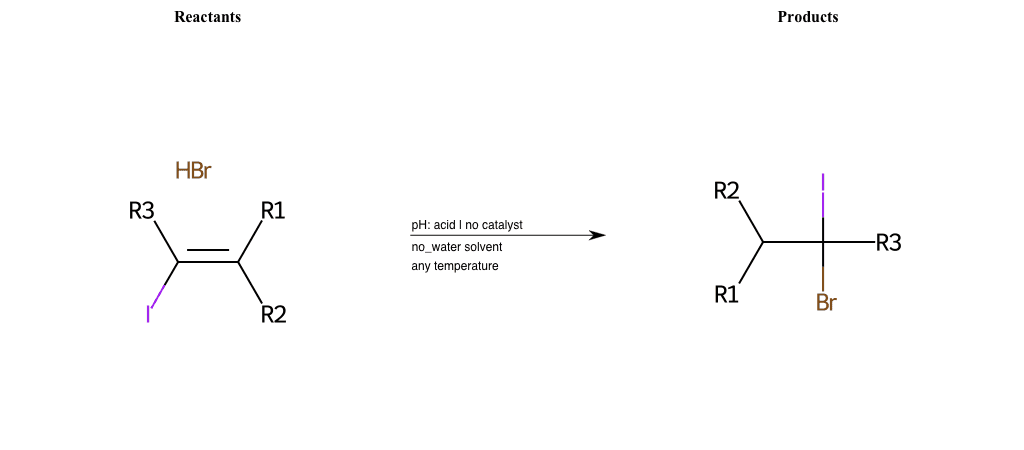 Reactants
Products
HBr
R3
R1
I
R2
pH: acid | no catalyst
no_water solvent
any temperature
R2
I
R3
R1
Br